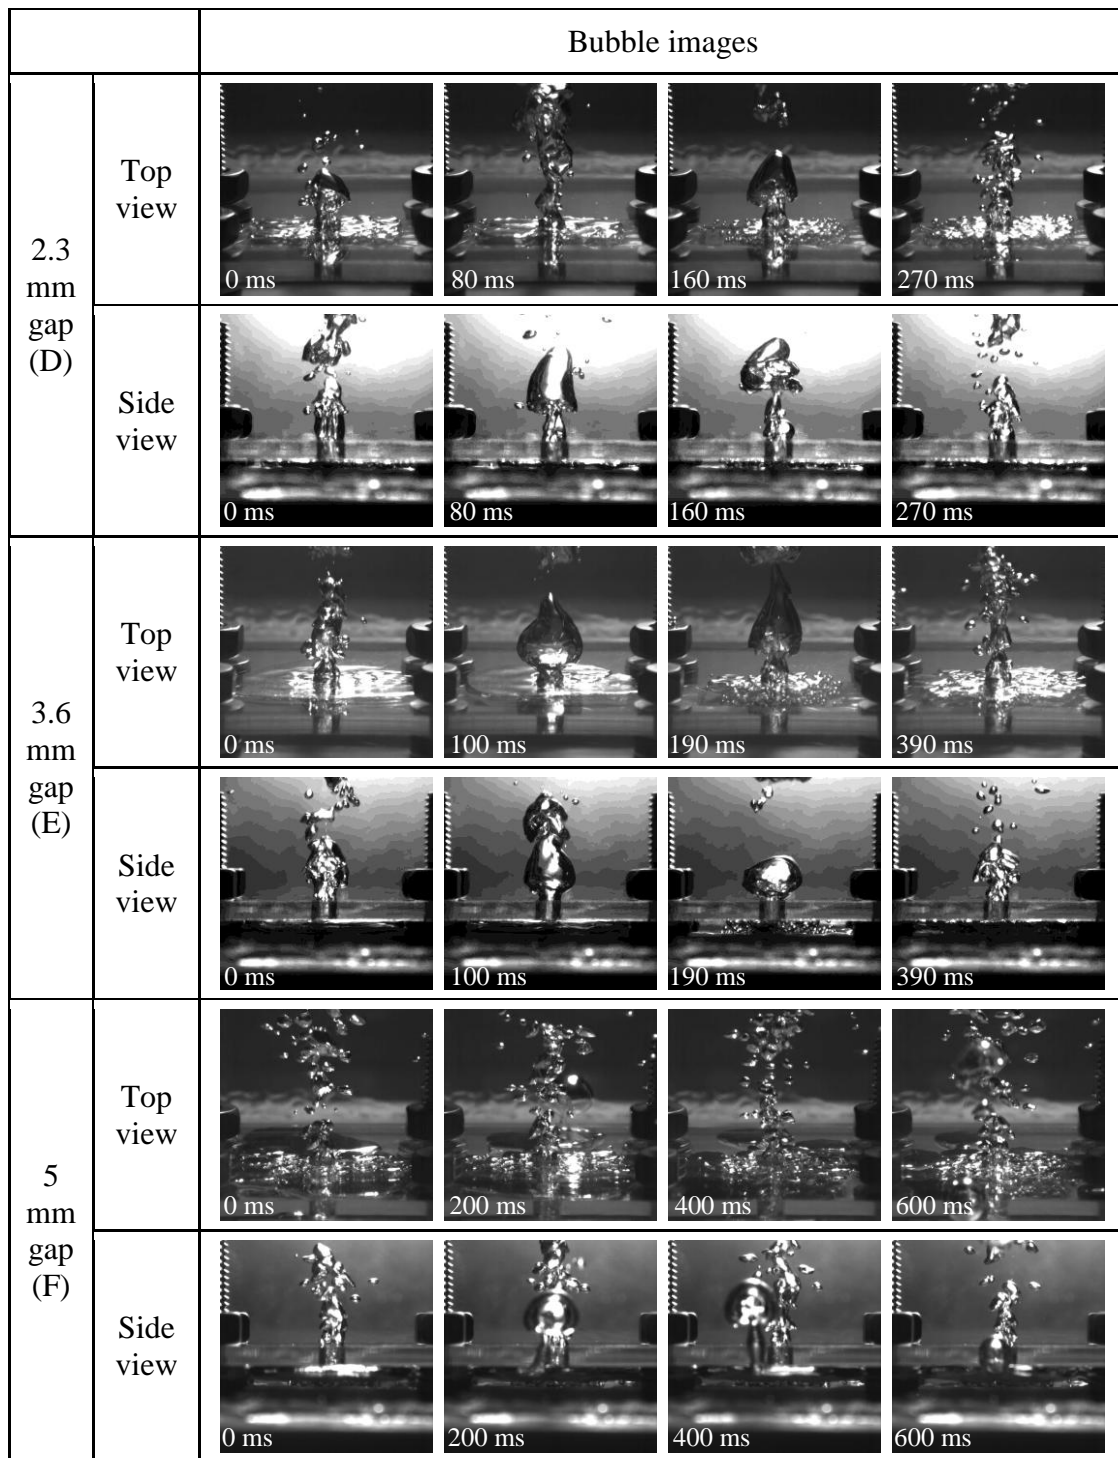 Bubble images
2.3
mm
gap
(D)
Top
view
0 ms
80 ms
160 ms
270 ms
Side
view
0 ms
80 ms
160 ms
270 ms
3.6
mm
gap
(E)
Top
view
0 ms
100 ms
190 ms
390 ms
Side
view
0 ms
100 ms
190 ms
390 ms
5
mm
gap
(F)
Top
view
0 ms
200 ms
400 ms
600 ms
Side
view
0 ms
200 ms
400 ms
600 ms